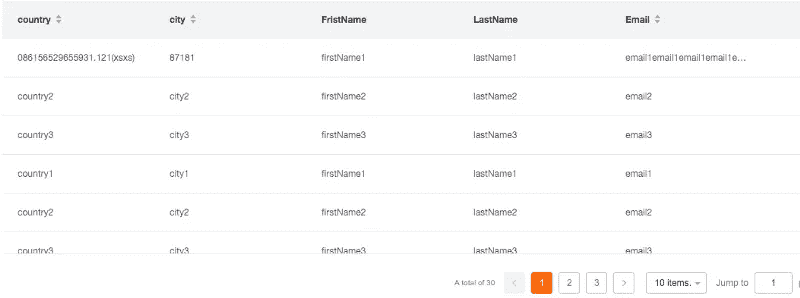 country city FristName LastName Email
086156529655931.121(xsxs) 87181 firstName1 lastName1 email1email1email1email1e...
country2 city2 firstName2 lastName2 email2
country3 city3 firstName3 lastName3 email3
country1 city1 firstName1 lastName1 email1
country2 city2 firstName2 lastName2 email2
country3 city3 firstName3 lastName3 email3
A total of 30 1 2 3 10 items. Jump to 1